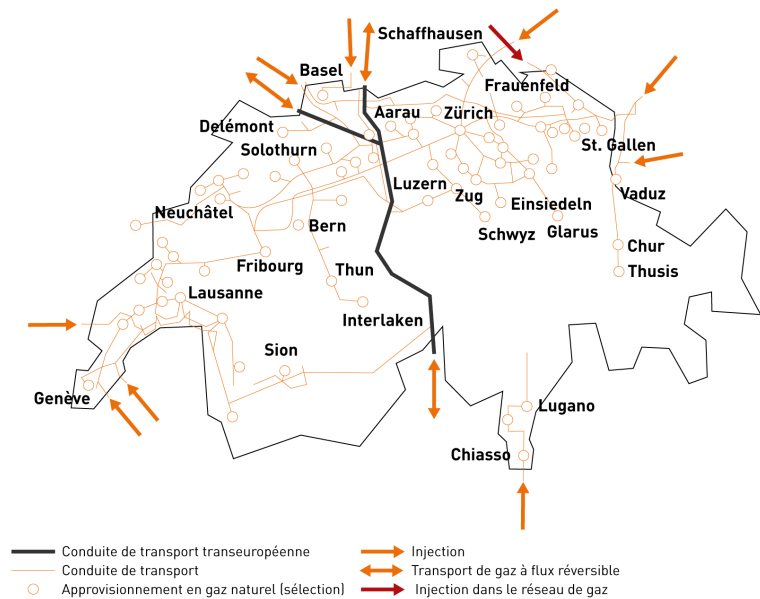 Schaffhausen
Basel
Frauenfeld
Aarau
Zürich
Delémont
St. Gallen
Solothurn
Luzern
Zug
Einsiedeln
Vaduz
Neuchâtel
Bern
Schwyz
Glarus
Chur
Fribourg
Thun
Thusis
Lausanne
Interlaken
Sion
Genève
Lugano
Chiasso
Conduite de transport transeuropéenne
Conduite de transport
Approvisionnement en gaz naturel (sélection)
Injection
Transport de gaz à flux réversible
Injection dans le réseau de gaz